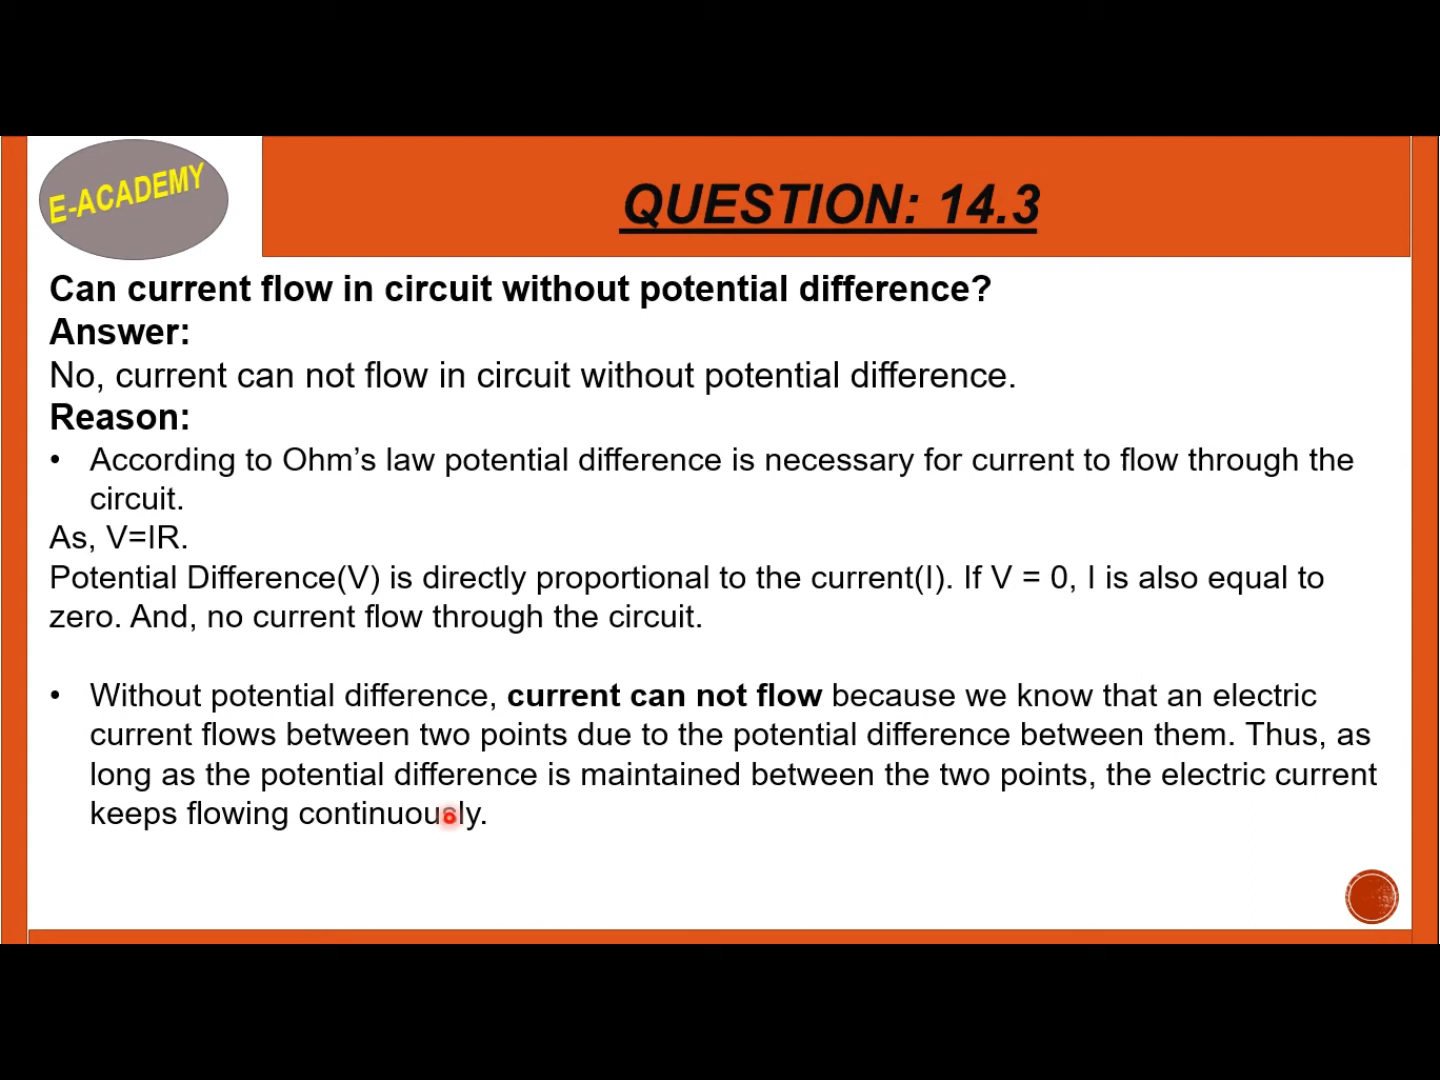 E-ACADEMY
QUESTION: 14.3
Can current flow in circuit without potential difference?
Answer:
No, current can not flow in circuit without potential difference.
Reason:
• According to Ohm’s law potential difference is necessary for current to flow through the
circuit.
As, V=IR.
Potential Difference(V) is directly proportional to the current(I). If V = 0, I is also equal to
zero. And, no current flow through the circuit.
• Without potential difference, current can not flow because we know that an electric
current flows between two points due to the potential difference between them. Thus, as
long as the potential difference is maintained between the two points, the electric current
keeps flowing continuously.